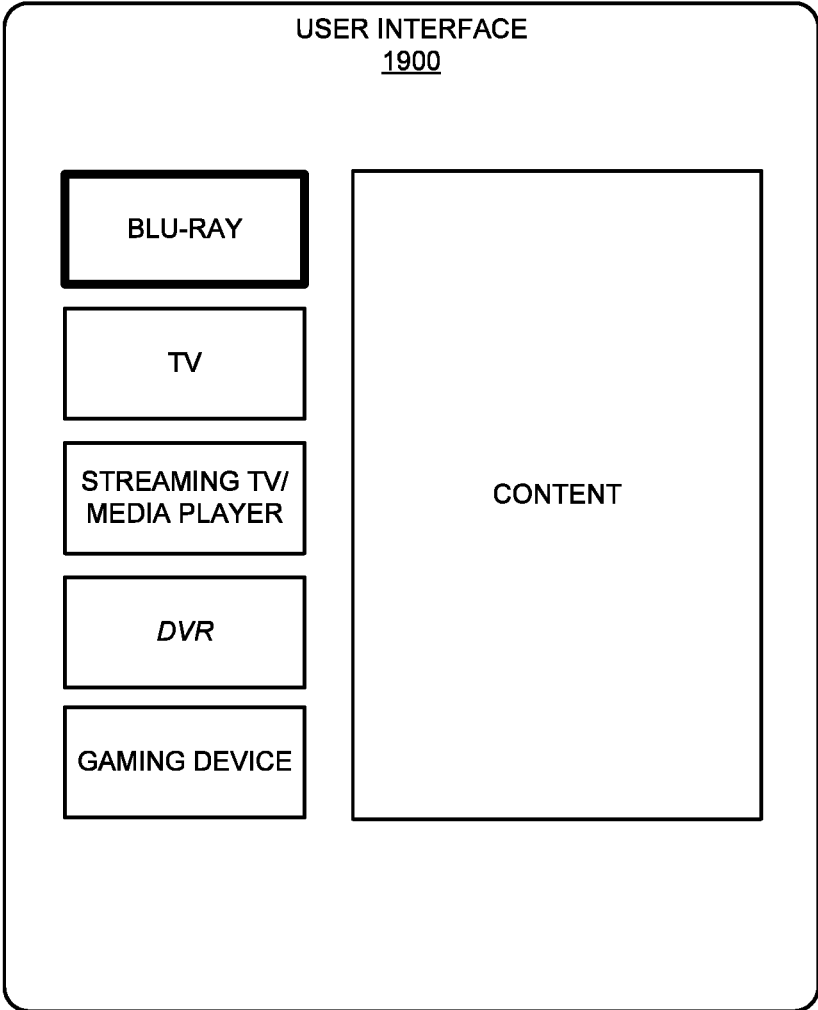 USER INTERFACE
1900
BLU-RAY
TV
STREAMING TV/
MEDIA PLAYER
DVR
GAMING DEVICE
CONTENT